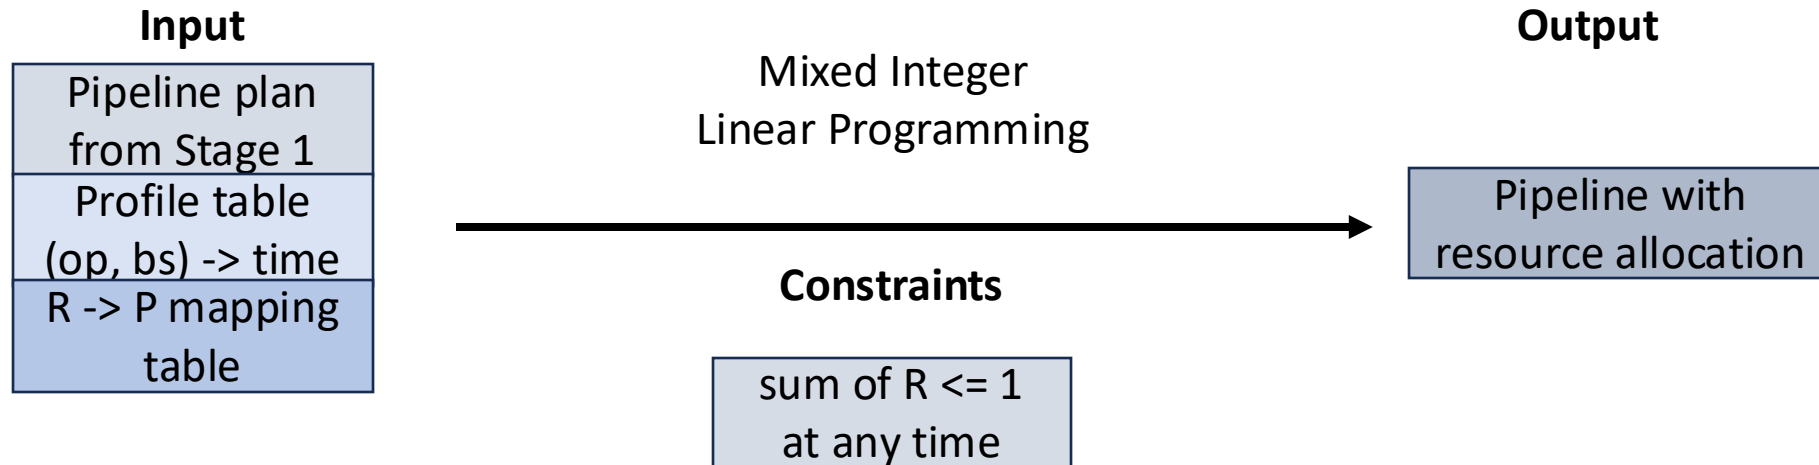 Input
Pipeline plan
from Stage 1
Profile table
(op, bs) -> time
R -> P mapping
table
Mixed Integer
Linear Programming
Constraints
sum of R <= 1
at any time
Output
Pipeline with
resource allocation